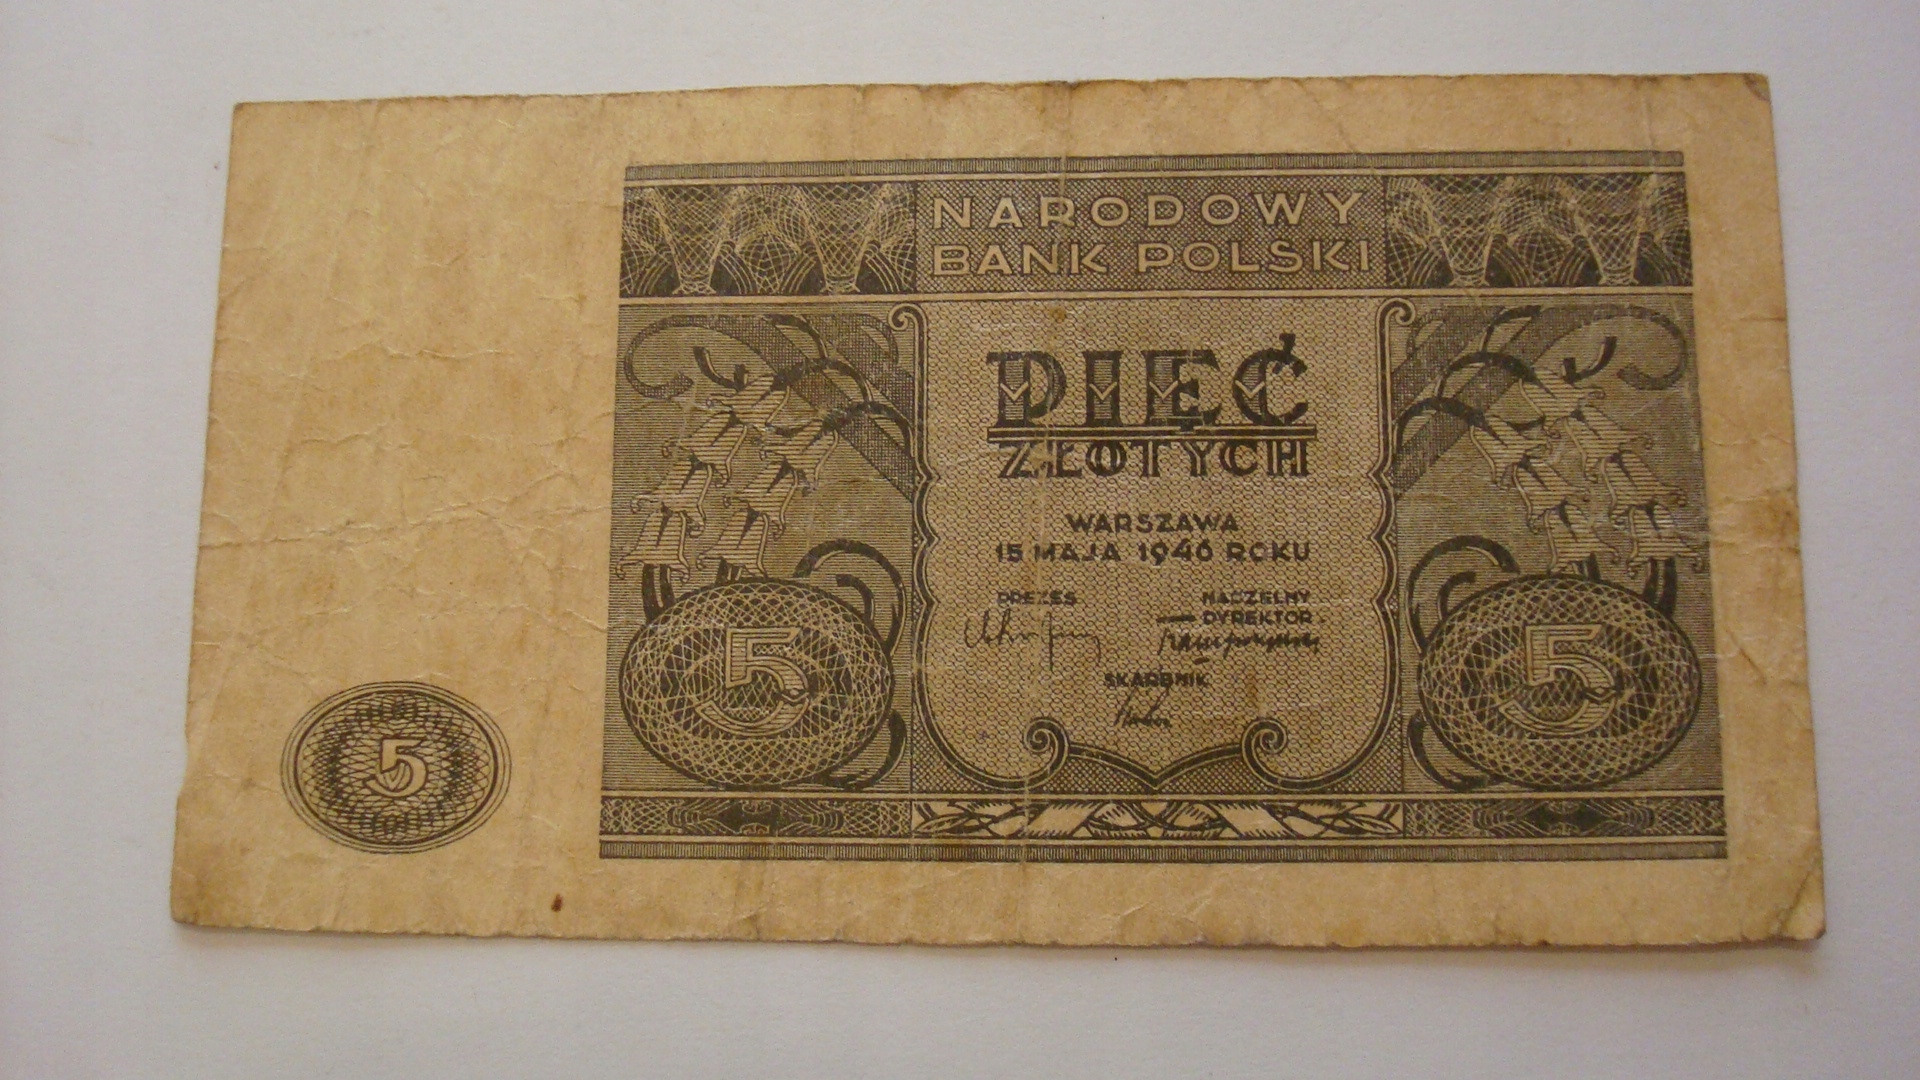 NARODOWY
BANK POLSKI
PIĘĆ
ZŁOTYCH
WARSZAWA
15 MAJA 1946 ROKU
PREZES
NACZELNY
DYREKTOR
SKARBNIK
5
5
5